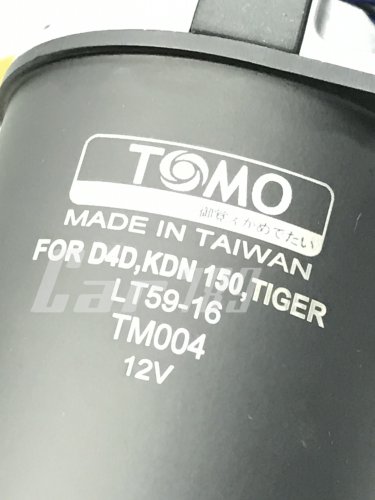 TOMO
MADE IN TAIWAN
FOR D4D,KDN 150,TIGER
LT59-16
TM004
12V